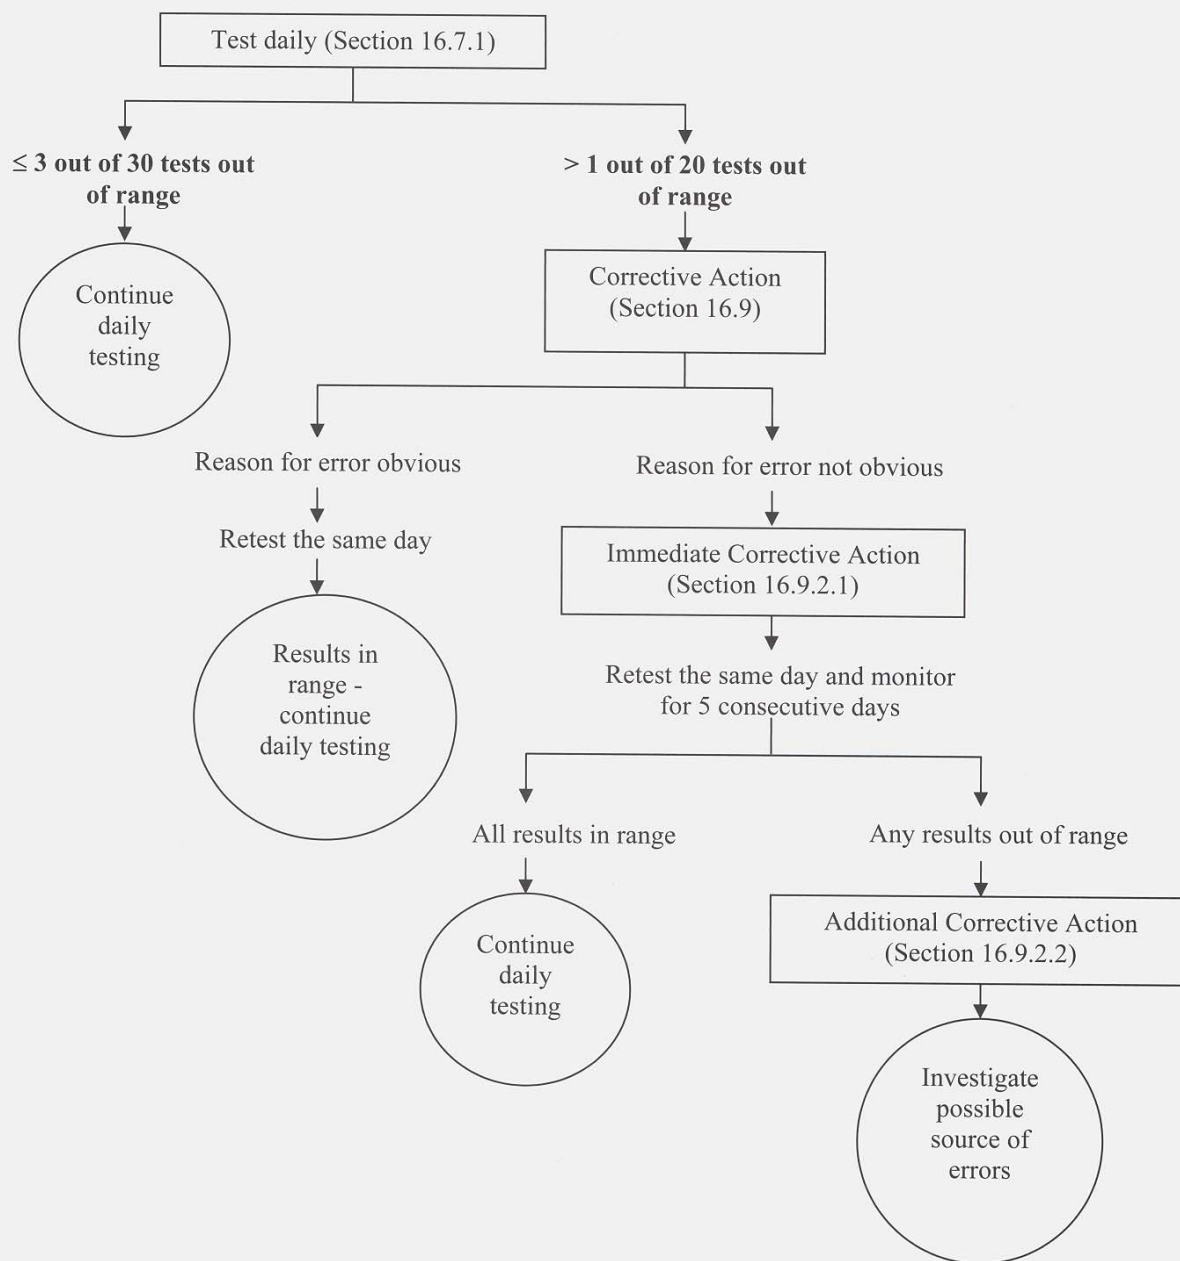 Test daily (Section 16.7.1)
≤ 3 out of 30 tests out
of range
> 1 out of 20 tests out
of range
Continue
daily
testing
Corrective Action
(Section 16.9)
Reason for error obvious
Reason for error not obvious
Retest the same day
Immediate Corrective Action
(Section 16.9.2.1)
Results in
range -
continue
daily testing
Retest the same day and monitor
for 5 consecutive days
All results in range
Any results out of range
Continue
daily
testing
Additional Corrective Action
(Section 16.9.2.2)
Investigate
possible
source of
errors